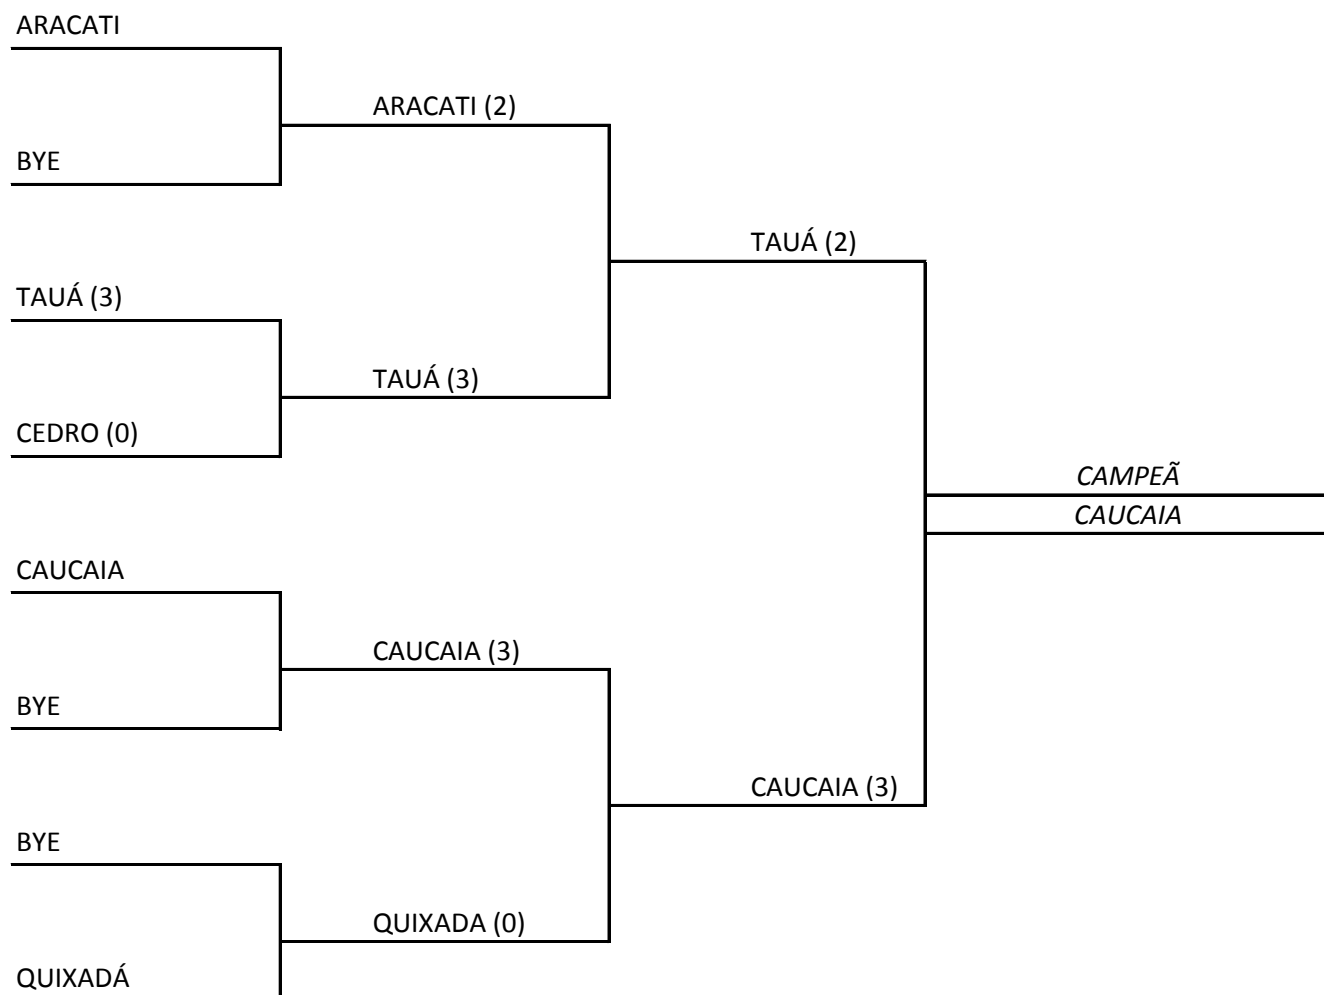 ARACATI
ARACATI (2)
BYE
TAUÁ (2)
TAUÁ (3)
TAUÁ (3)
CEDRO (0)
CAMPEÃ
CAUCAIA
CAUCAIA
CAUCAIA (3)
BYE
CAUCAIA (3)
BYE
QUIXADA (0)
QUIXADÁ